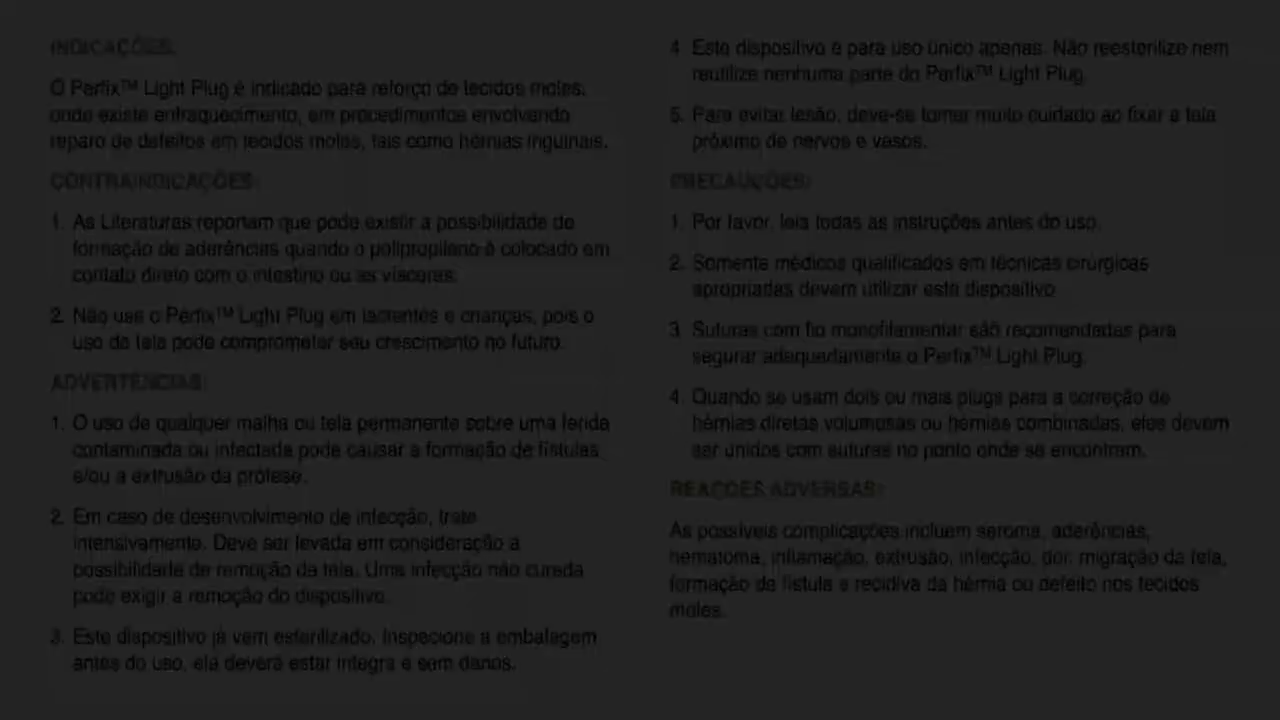 INDICAÇÕES:
O Perfix™ Light Plug é indicado para reforço de tecidos moles,
onde existe enfraquecimento, em procedimentos envolvendo
reparo de defeitos em tecidos moles, tais como hérnias inguinais.
CONTRAINDICAÇÕES:
1. As Literaturas reportam que pode existir a possibilidade de
formação de aderências quando o polipropileno é colocado em
contato direto com o intestino ou as vísceras.
2. Não use o Perfix™ Light Plug em lactentes e crianças, pois o
uso da tela pode comprometer seu crescimento no futuro.
ADVERTÊNCIAS:
1. O uso de qualquer malha ou tela permanente sobre uma ferida
contaminada ou infectada pode causar a formação de fístulas
e/ou a extrusão da prótese.
2. Em caso de desenvolvimento de infecção, trate
intensivamente. Deve ser levada em consideração a
possibilidade de remoção da tela. Uma infecção não curada
pode exigir a remoção do dispositivo.
3. Este dispositivo já vem esterilizado. Inspecione a embalagem
antes do uso, ela deverá estar íntegra e sem danos.
4. Este dispositivo é para uso único apenas. Não reesterilize nem
reutilize nenhuma parte do Perfix™ Light Plug.
5. Para evitar lesão, deve-se tomar muito cuidado ao fixar a tela
próximo de nervos e vasos.
PRECAUÇÕES:
1. Por favor, leia todas as instruções antes do uso.
2. Somente médicos qualificados em técnicas cirúrgicas
apropriadas devem utilizar este dispositivo.
3. Suturas com fio monofilamentar são recomendadas para
segurar adequadamente o Perfix™ Light Plug.
4. Quando se usam dois ou mais plugs para a correção de
hérnias diretas volumosas ou hérnias combinadas, eles devem
ser unidos com suturas no ponto onde se encontram.
REAÇÕES ADVERSAS:
As possíveis complicações incluem seroma, aderências,
hematoma, inflamação, extrusão, infecção, dor, migração da tela,
formação de fístula e recidiva da hérnia ou defeito nos tecidos
moles.